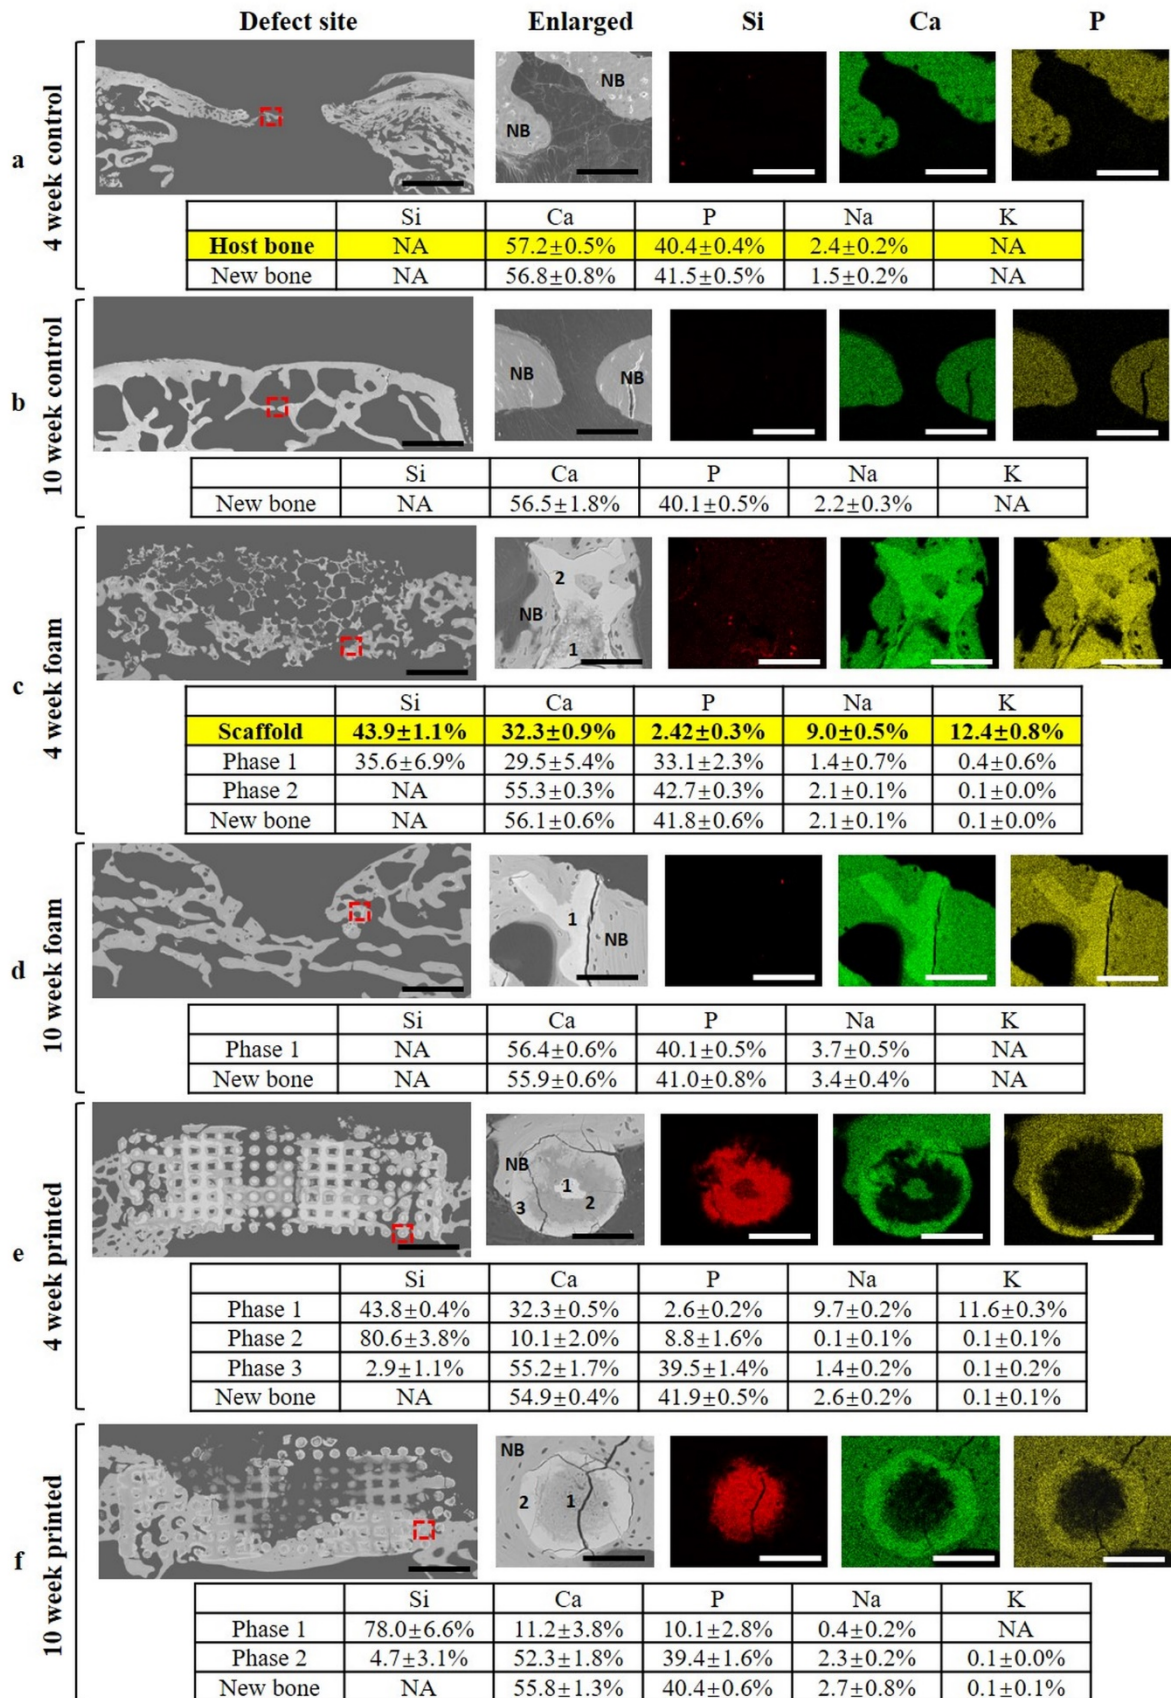 Defect site Enlarged Si Ca P
a
4 week control
NB
NB
Si Ca P Na K
Host bone NA 57.2±0.5% 40.4±0.4% 2.4±0.2% NA
New bone NA 56.8±0.8% 41.5±0.5% 1.5±0.2% NA
b
10 week control
NB NB
Si Ca P Na K
New bone NA 56.5±1.8% 40.1±0.5% 2.2±0.3% NA
c
4 week foam
2
NB
1
Si Ca P Na K
Scaffold 43.9±1.1% 32.3±0.9% 2.42±0.3% 9.0±0.5% 12.4±0.8%
Phase 1 35.6±6.9% 29.5±5.4% 33.1±2.3% 1.4±0.7% 0.4±0.6%
Phase 2 NA 55.3±0.3% 42.7±0.3% 2.1±0.1% 0.1±0.0%
New bone NA 56.1±0.6% 41.8±0.6% 2.1±0.1% 0.1±0.0%
d
10 week foam
1
NB
Si Ca P Na K
Phase 1 NA 56.4±0.6% 40.1±0.5% 3.7±0.5% NA
New bone NA 55.9±0.6% 41.0±0.8% 3.4±0.4% NA
e
4 week printed
NB
1
2
3
Si Ca P Na K
Phase 1 43.8±0.4% 32.3±0.5% 2.6±0.2% 9.7±0.2% 11.6±0.3%
Phase 2 80.6±3.8% 10.1±2.0% 8.8±1.6% 0.1±0.1% 0.1±0.1%
Phase 3 2.9±1.1% 55.2±1.7% 39.5±1.4% 1.4±0.2% 0.1±0.2%
New bone NA 54.9±0.4% 41.9±0.5% 2.6±0.2% 0.1±0.1%
f
10 week printed
NB
2 1
Si Ca P Na K
Phase 1 78.0±6.6% 11.2±3.8% 10.1±2.8% 0.4±0.2% NA
Phase 2 4.7±3.1% 52.3±1.8% 39.4±1.6% 2.3±0.2% 0.1±0.0%
New bone NA 55.8±1.3% 40.4±0.6% 2.7±0.8% 0.1±0.1%